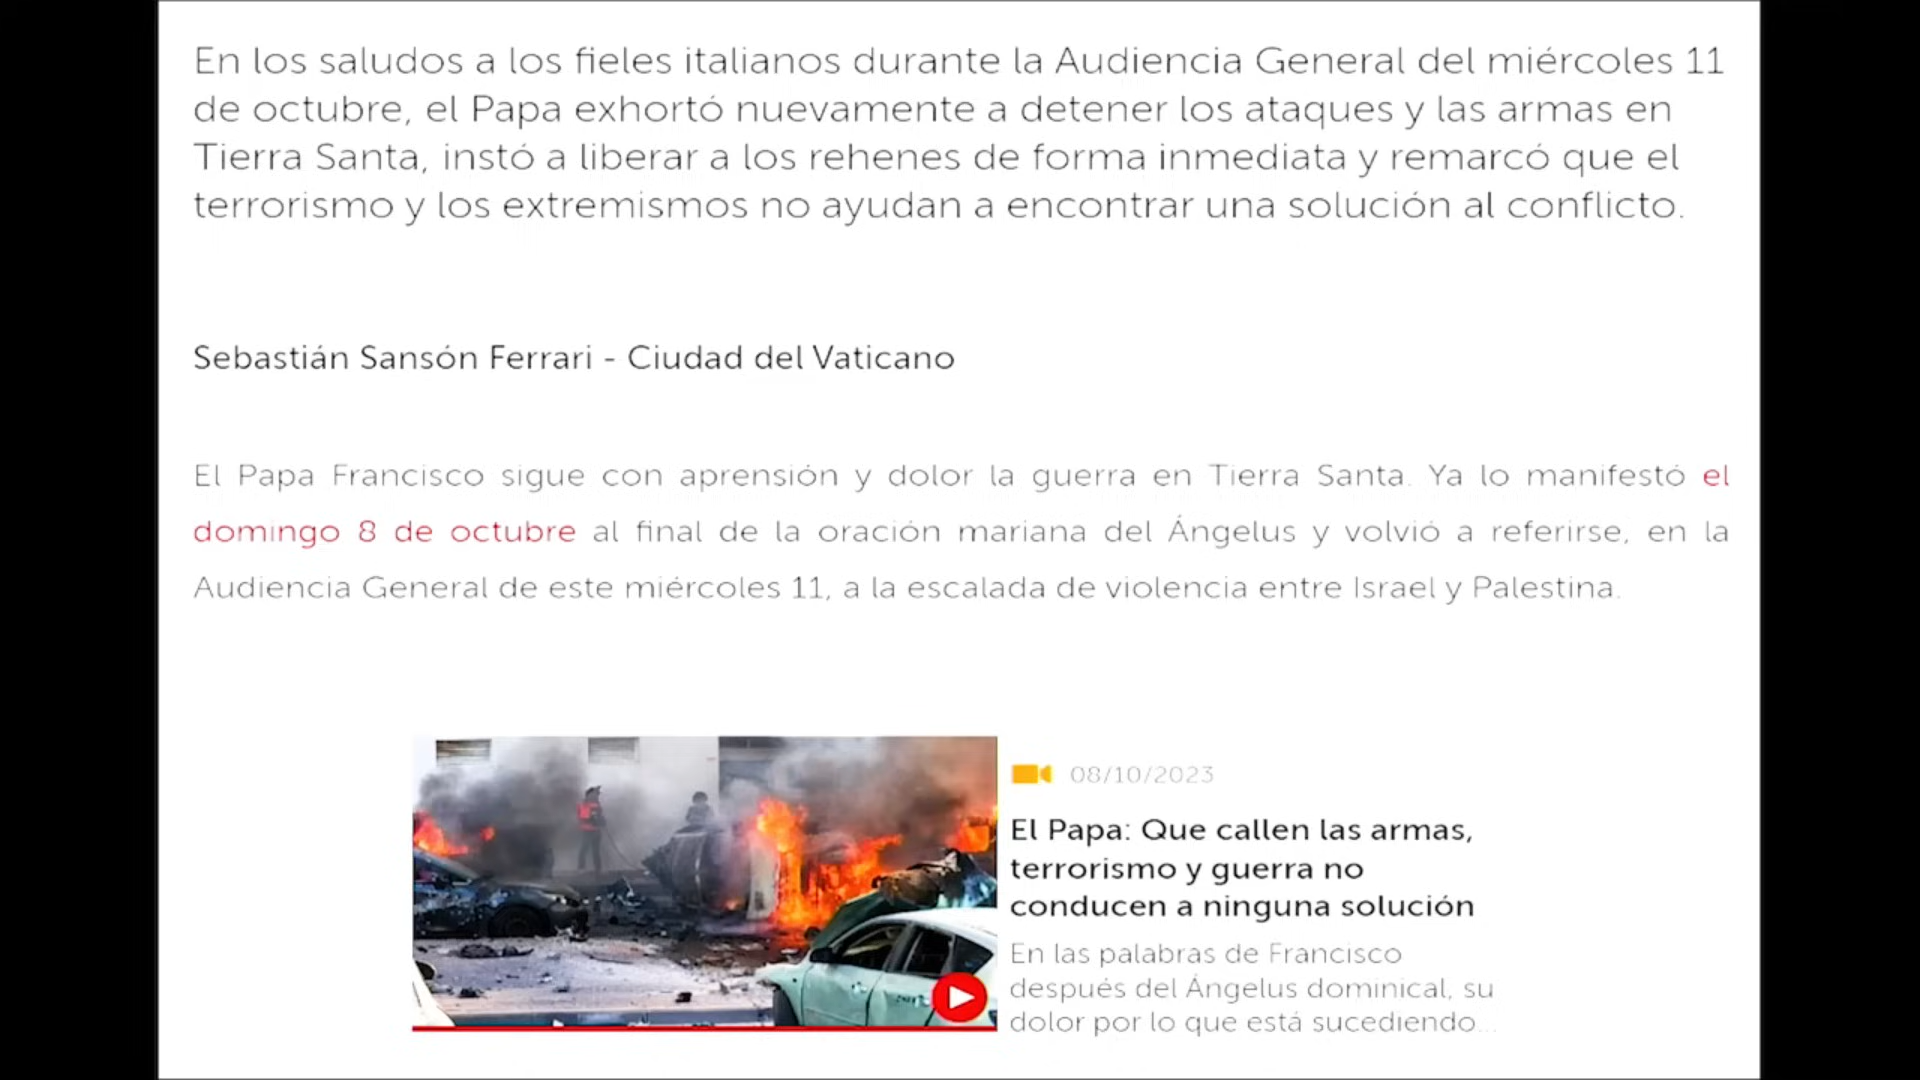 En los saludos a los fieles italianos durante la Audiencia General del miércoles 11
de octubre, el Papa exhortó nuevamente a detener los ataques y las armas en
Tierra Santa, instó a liberar a los rehenes de forma inmediata y remarcó que el
terrorismo y los extremismos no ayudan a encontrar una solución al conflicto.
Sebastián Sansón Ferrari - Ciudad del Vaticano
El Papa Francisco sigue con aprensión y dolor la guerra en Tierra Santa. Ya lo manifestó el
domingo 8 de octubre al final de la oración mariana del Ángelus y volvió a referirse, en la
Audiencia General de este miércoles 11, a la escalada de violencia entre Israel y Palestina.
08/10/2023
El Papa: Que callen las armas,
terrorismo y guerra no
conducen a ninguna solución
En las palabras de Francisco
después del Ángelus dominical, su
dolor por lo que está sucediendo...